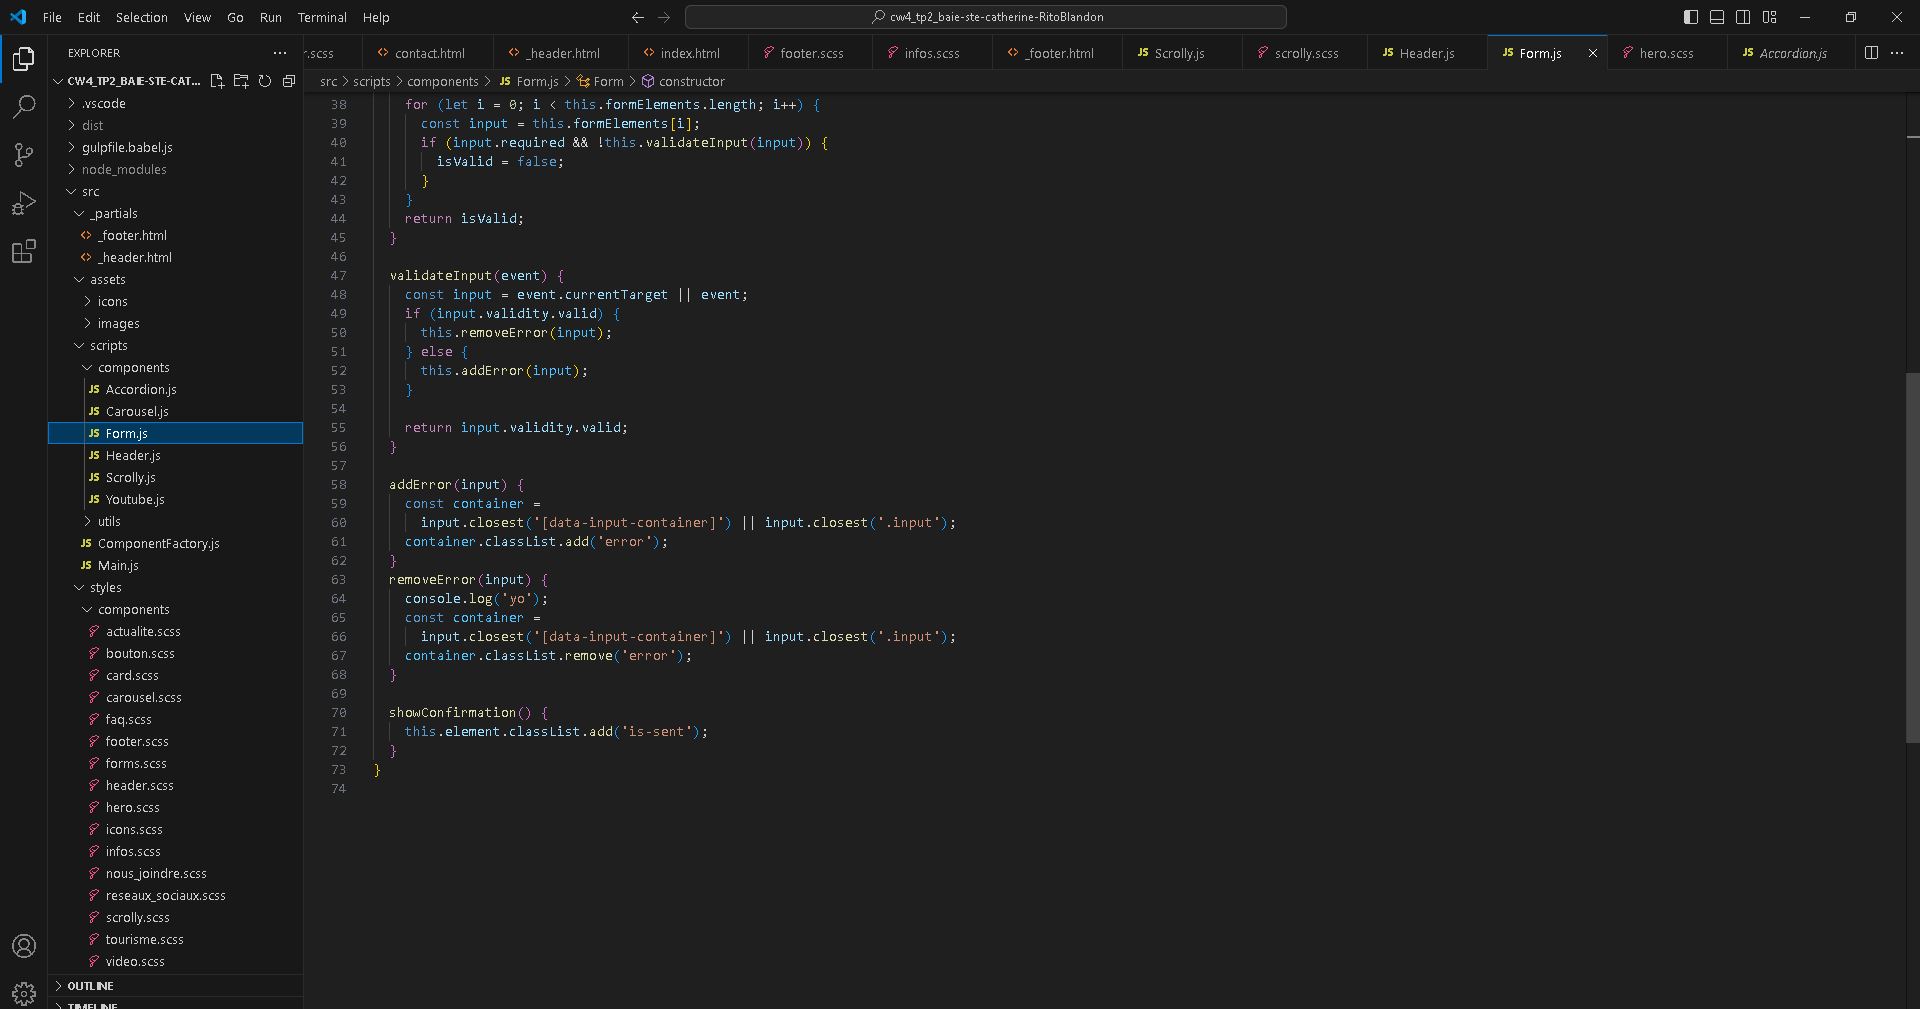 File Edit Selection View Go Run Terminal Help
cw4_tp2_baie-ste-catherine-RitoBlandon
EXPLORER
r.scss contact.html _header.html index.html footer.scss infos.scss _footer.html Scrolly.js scrolly.scss Header.js Form.js hero.scss Accordion.js
CW4_TP2_BAIE-STE-CAT...
src > scripts > components > JS Form.js > Form > constructor
.vscode
dist
gulpfile.babel.js
node_modules
src
_partials
_footer.html
_header.html
assets
icons
images
scripts
components
JS Accordion.js
JS Carousel.js
JS Form.js
JS Header.js
JS Scrolly.js
JS Youtube.js
utils
JS ComponentFactory.js
JS Main.js
styles
components
actualite.scss
bouton.scss
card.scss
carousel.scss
faq.scss
footer.scss
forms.scss
header.scss
hero.scss
icons.scss
infos.scss
nous_joindre.scss
reseaux_sociaux.scss
scrolly.scss
tourisme.scss
video.scss
OUTLINE
TIMELINE
38 for (let i = 0; i < this.formElements.length; i++) {
39 const input = this.formElements[i];
40 if (input.required && !this.validateInput(input)) {
41 isValid = false;
42 }
43 }
44 return isValid;
45 }
46
47 validateInput(event) {
48 const input = event.currentTarget || event;
49 if (input.validity.valid) {
50 this.removeError(input);
51 } else {
52 this.addError(input);
53 }
54
55 return input.validity.valid;
56 }
57
58 addError(input) {
59 const container =
60 input.closest('[data-input-container]') || input.closest('.input');
61 container.classList.add('error');
62 }
63 removeError(input) {
64 console.log('yo');
65 const container =
66 input.closest('[data-input-container]') || input.closest('.input');
67 container.classList.remove('error');
68 }
69
70 showConfirmation() {
71 this.element.classList.add('is-sent');
72 }
73 }
74